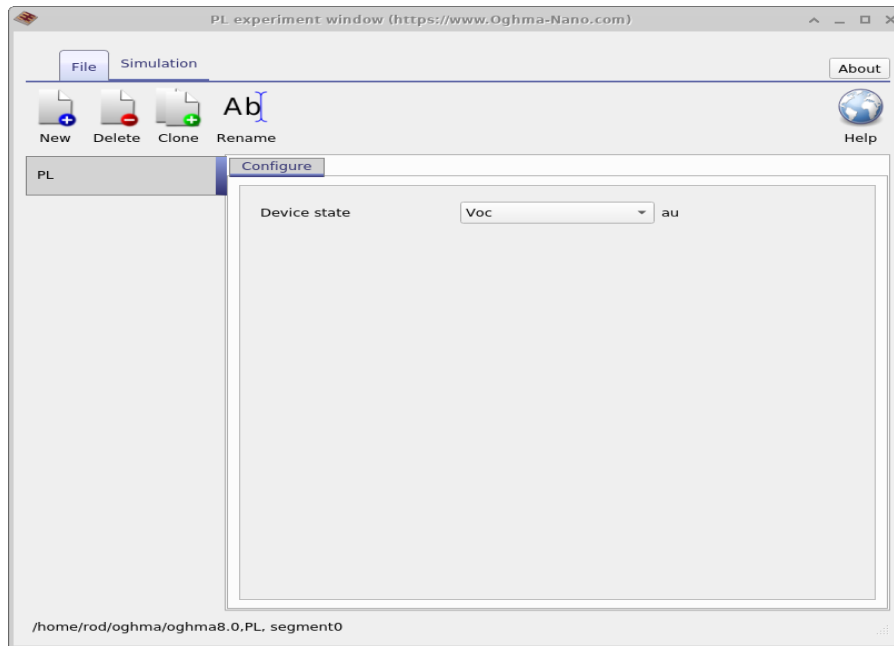 PL experiment window (https://www.Oghma-Nano.com)
File Simulation About
Ab
New Delete Clone Rename Help
PL Configure
Device state Voc au
/home/rod/oghma/oghma8.0,PL, segment0